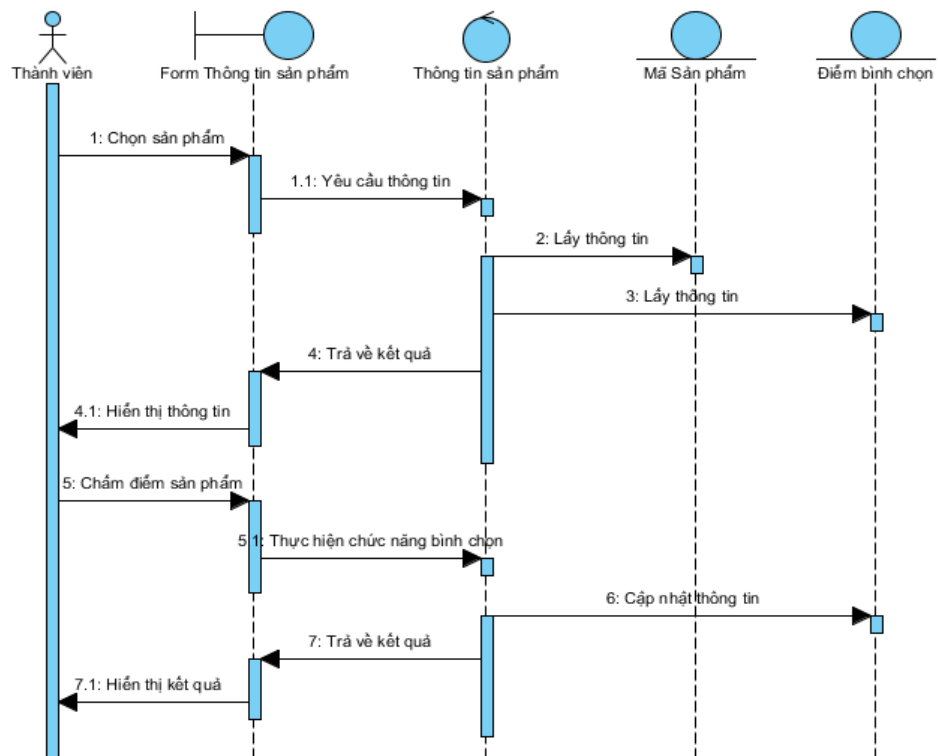 Thành viên
Form Thông tin sản phẩm
Thông tin sản phẩm
Mã Sản phẩm
Điểm bình chọn
1: Chọn sản phẩm
1.1: Yêu cầu thông tin
2: Lấy thông tin
3: Lấy thông tin
4: Trả về kết quả
4.1: Hiển thị thông tin
5: Chấm điểm sản phẩm
5.1: Thực hiện chức năng bình chọn
6: Cập nhật thông tin
7: Trả về kết quả
7.1: Hiển thị kết quả